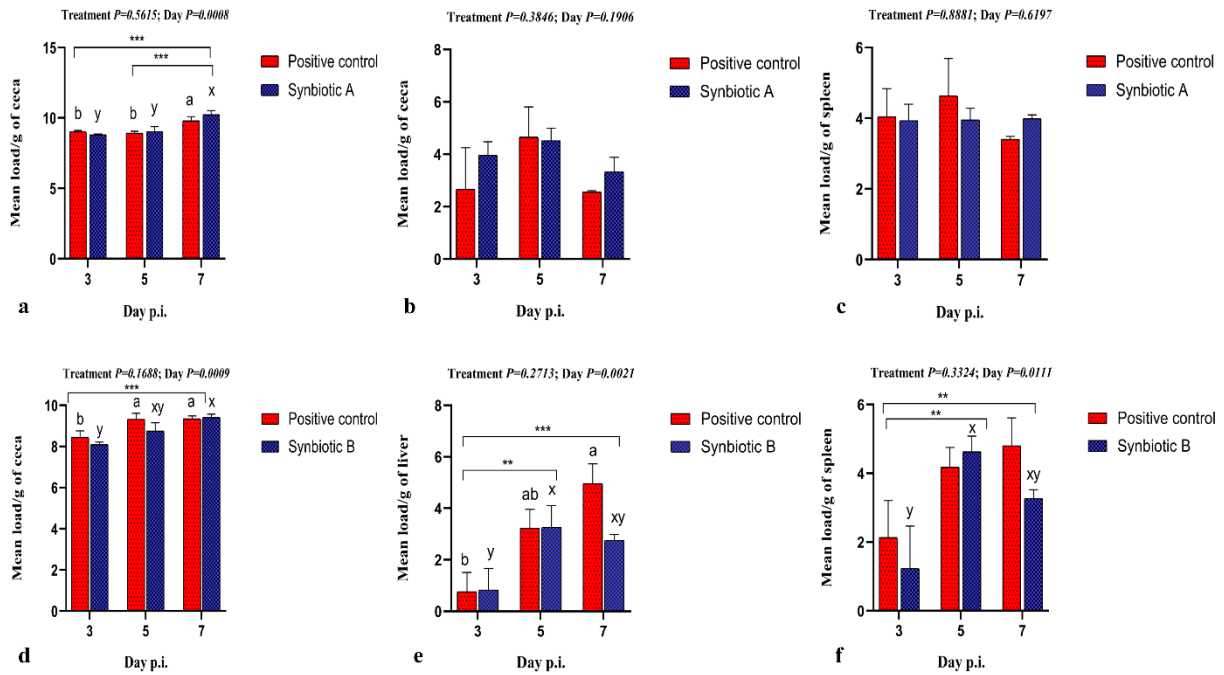 Treatment P=0.5615; Day P=0.0008
***
***
15
10
5
0
b
y
b
y
a
x
3
5
7
Mean load/g of ceca
Day p.i.
Positive control
Synbiotic A
a
Treatment P=0.3846; Day P=0.1906
8
6
4
2
0
3
5
7
Mean load/g of ceca
Day p.i.
Positive control
Synbiotic A
b
Treatment P=0.8881; Day P=0.6197
6
4
2
0
3
5
7
Mean load/g of spleen
Day p.i.
Positive control
Synbiotic A
c
Treatment P=0.1688; Day P=0.0009
***
10
8
6
4
2
0
b
y
a
xy
a
x
3
5
7
Mean load/g of ceca
Day p.i.
Positive control
Synbiotic B
d
Treatment P=0.2713; Day P=0.0021
***
**
8
6
4
2
0
b
y
ab
x
a
xy
3
5
7
Mean load/g of liver
Day p.i.
Positive control
Synbiotic B
e
Treatment P=0.3324; Day P=0.0111
**
**
6
4
2
0
y
x
xy
3
5
7
Mean load/g of spleen
Day p.i.
Positive control
Synbiotic B
f